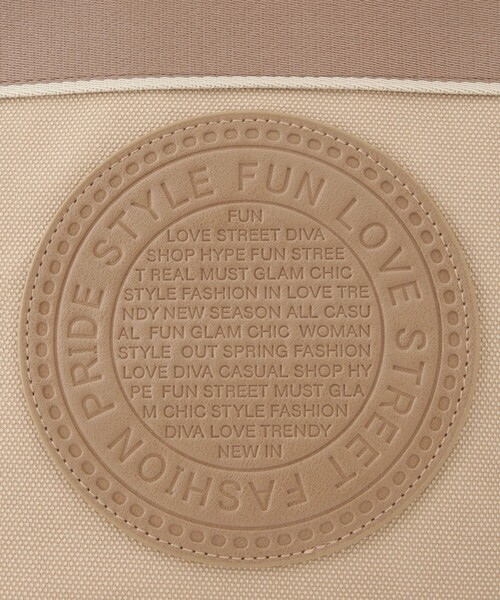 STYLE FUN LOVE STREET FASHION PRIDE
FUN
LOVE STREET DIVA
SHOP HYPE FUN STREE
T REAL MUST GLAM CHIC
STYLE FASHION IN LOVE TRE
NDY NEW SEASON ALL CASU
AL FUN GLAM CHIC WOMAN
STYLE OUT SPRING FASHION
LOVE DIVA CASUAL SHOP HY
PE FUN STREET MUST GLA
M CHIC STYLE FASHION
DIVA LOVE TRENDY
NEW IN